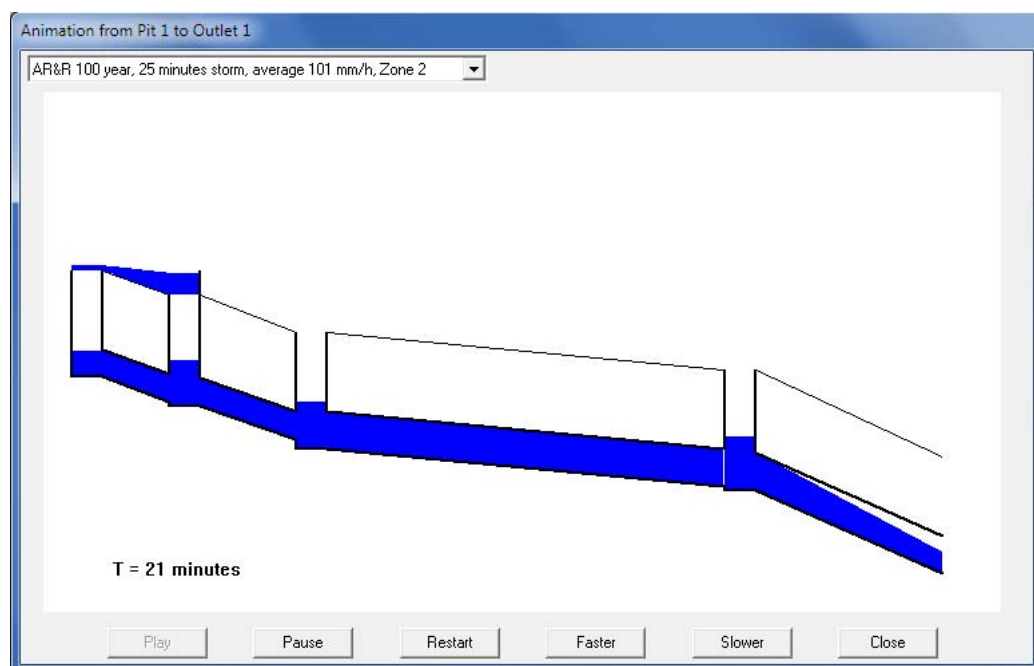 Animation from Pit 1 to Outlet 1
AR&R 100 year, 25 minutes storm, average 101 mm/h, Zone 2
T = 21 minutes
Play Pause Restart Faster Slower Close